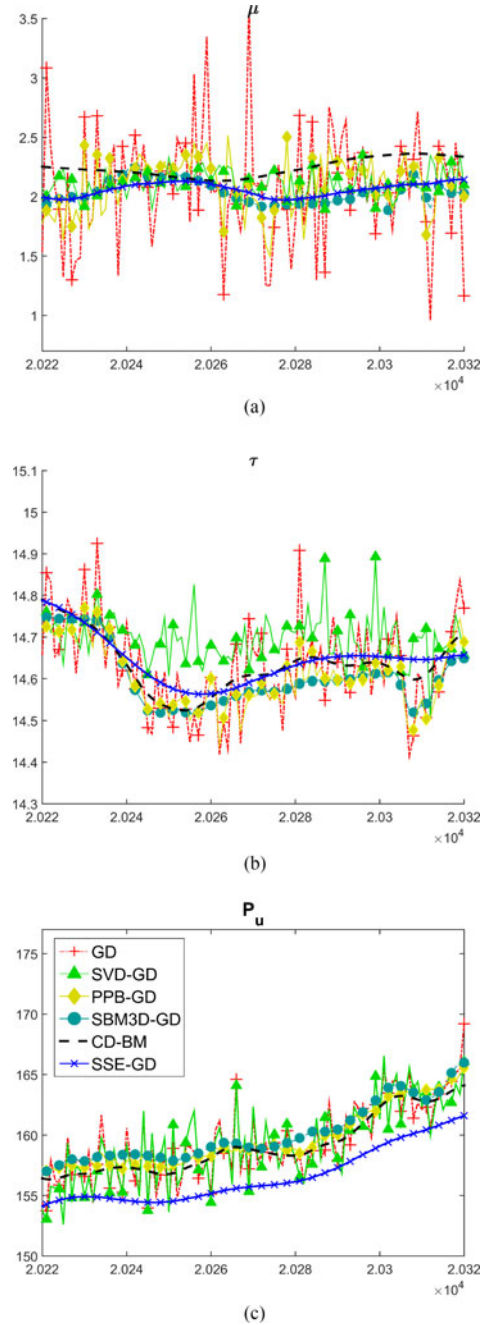 μ
3.5
3
2.5
2
1.5
1
2.022 2.024 2.026 2.028 2.03 2.032
×10⁴
(a)
τ
15.1
15
14.9
14.8
14.7
14.6
14.5
14.4
14.3
2.022 2.024 2.026 2.028 2.03 2.032
×10⁴
(b)
P_u
177
170
165
160
155
150
GD
SVD-GD
PPB-GD
SBM3D-GD
CD-BM
SSE-GD
2.022 2.024 2.026 2.028 2.03 2.032
×10⁴
(c)